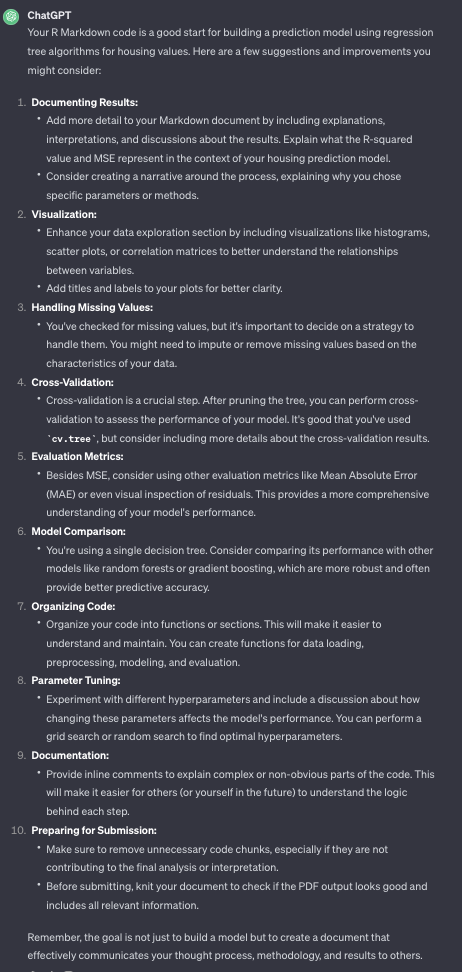 ChatGPT
Your R Markdown code is a good start for building a prediction model using regression
tree algorithms for housing values. Here are a few suggestions and improvements you
might consider:
1. Documenting Results:
• Add more detail to your Markdown document by including explanations,
interpretations, and discussions about the results. Explain what the R-squared
value and MSE represent in the context of your housing prediction model.
• Consider creating a narrative around the process, explaining why you chose
specific parameters or methods.
2. Visualization:
• Enhance your data exploration section by including visualizations like histograms,
scatter plots, or correlation matrices to better understand the relationships
between variables.
• Add titles and labels to your plots for better clarity.
3. Handling Missing Values:
• You've checked for missing values, but it's important to decide on a strategy to
handle them. You might need to impute or remove missing values based on the
characteristics of your data.
4. Cross-Validation:
• Cross-validation is a crucial step. After pruning the tree, you can perform cross-
validation to assess the performance of your model. It's good that you've used
`cv.tree`, but consider including more details about the cross-validation results.
5. Evaluation Metrics:
• Besides MSE, consider using other evaluation metrics like Mean Absolute Error
(MAE) or even visual inspection of residuals. This provides a more comprehensive
understanding of your model's performance.
6. Model Comparison:
• You're using a single decision tree. Consider comparing its performance with other
models like random forests or gradient boosting, which are more robust and often
provide better predictive accuracy.
7. Organizing Code:
• Organize your code into functions or sections. This will make it easier to
understand and maintain. You can create functions for data loading,
preprocessing, modeling, and evaluation.
8. Parameter Tuning:
• Experiment with different hyperparameters and include a discussion about how
changing these parameters affects the model's performance. You can perform a
grid search or random search to find optimal hyperparameters.
9. Documentation:
• Provide inline comments to explain complex or non-obvious parts of the code. This
will make it easier for others (or yourself in the future) to understand the logic
behind each step.
10. Preparing for Submission:
• Make sure to remove unnecessary code chunks, especially if they are not
contributing to the final analysis or interpretation.
• Before submitting, knit your document to check if the PDF output looks good and
includes all relevant information.
Remember, the goal is not just to build a model but to create a document that
effectively communicates your thought process, methodology, and results to others.